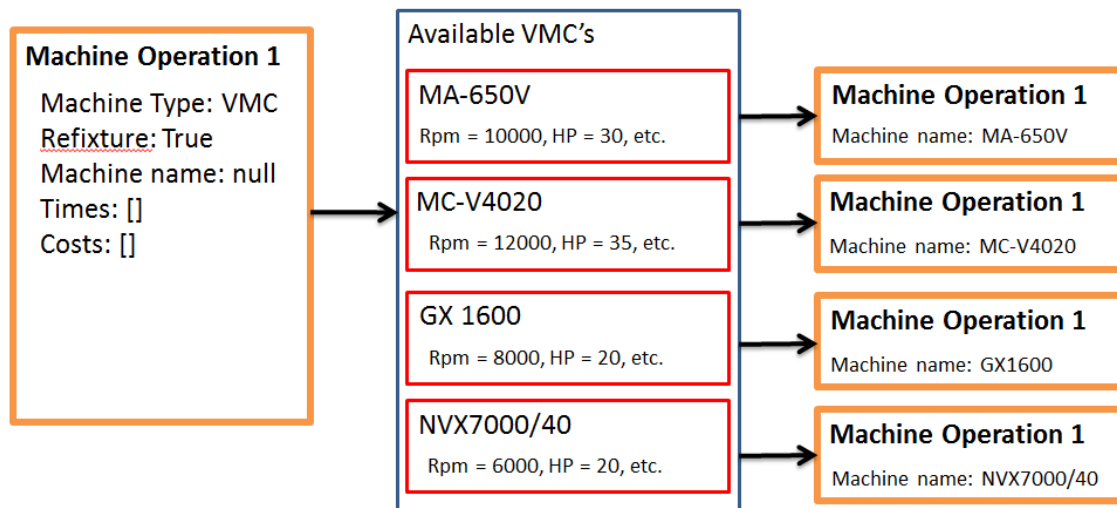 Machine Operation 1
Machine Type: VMC
Refixture: True
Machine name: null
Times: []
Costs: []
Available VMC's
MA-650V
Rpm = 10000, HP = 30, etc.
MC-V4020
Rpm = 12000, HP = 35, etc.
GX 1600
Rpm = 8000, HP = 20, etc.
NVX7000/40
Rpm = 6000, HP = 20, etc.
Machine Operation 1
Machine name: MA-650V
Machine Operation 1
Machine name: MC-V4020
Machine Operation 1
Machine name: GX1600
Machine Operation 1
Machine name: NVX7000/40